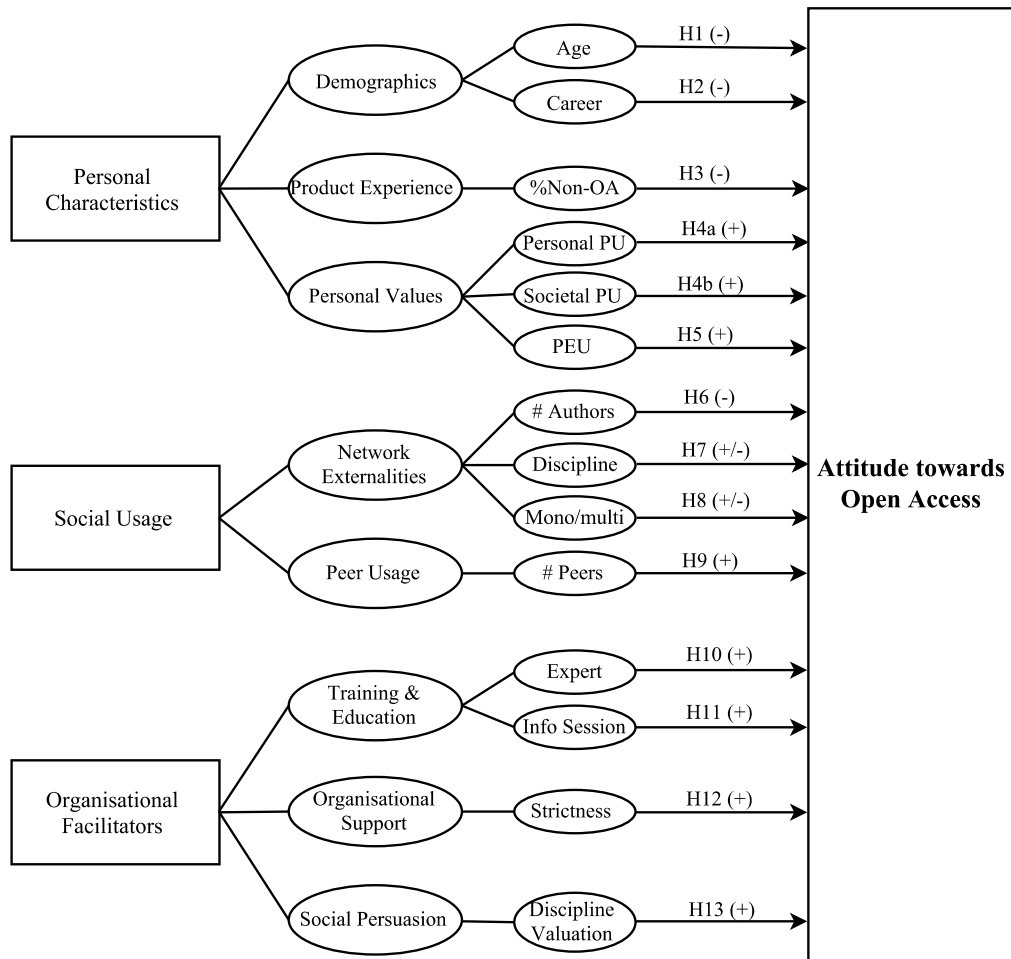 Personal
Characteristics
Demographics
Age
H1 (-)
Career
H2 (-)
Product Experience
%Non-OA
H3 (-)
Personal Values
Personal PU
H4a (+)
Societal PU
H4b (+)
PEU
H5 (+)
Social Usage
Network
Externalities
# Authors
H6 (-)
Discipline
H7 (+/-)
Mono/multi
H8 (+/-)
Peer Usage
# Peers
H9 (+)
Organisational
Facilitators
Training &
Education
Expert
H10 (+)
Info Session
H11 (+)
Organisational
Support
Strictness
H12 (+)
Social Persuasion
Discipline
Valuation
H13 (+)
Attitude towards
Open Access